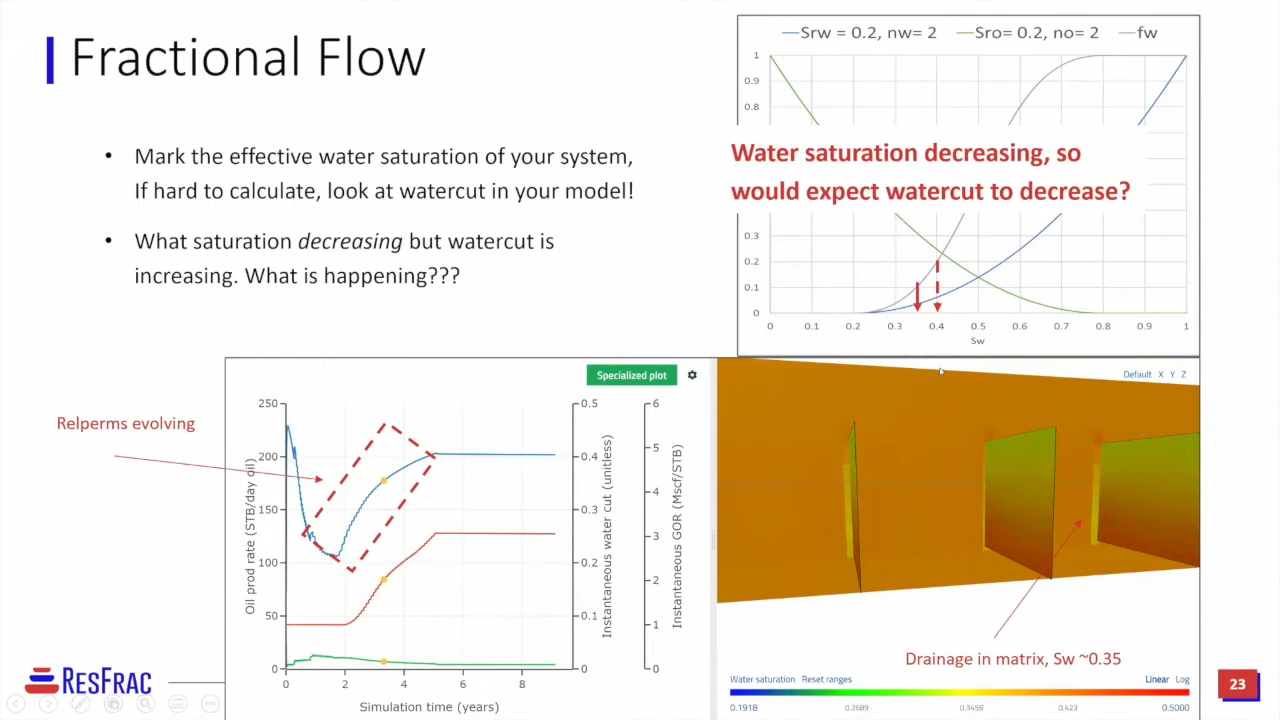 Fractional Flow
• Mark the effective water saturation of your system,
If hard to calculate, look at watercut in your model!
• What saturation decreasing but watercut is
increasing. What is happening???
Srw = 0.2, nw= 2
Sro= 0.2, no= 2
fw
1
0.9
0.8
Water saturation decreasing, so
would expect watercut to decrease?
0.3
0.2
0.1
0
0 0.1 0.2 0.3 0.4 0.5 0.6 0.7 0.8 0.9 1
Sw
Relperms evolving
Specialized plot
250
200
150
100
50
0
Oil prod rate (STB/day oil)
0.5
0.4
0.3
0.2
0.1
0
Instantaneous water cut (unitless)
6
5
4
3
2
1
0
Instantaneous GOR (Mscf/STB)
0 2 4 6 8
Simulation time (years)
Default X Y Z
Drainage in matrix, Sw ~0.35
Water saturation Reset ranges
Linear Log
0.1918 0.2689 0.3459 0.423 0.5000
RESFRAC
23